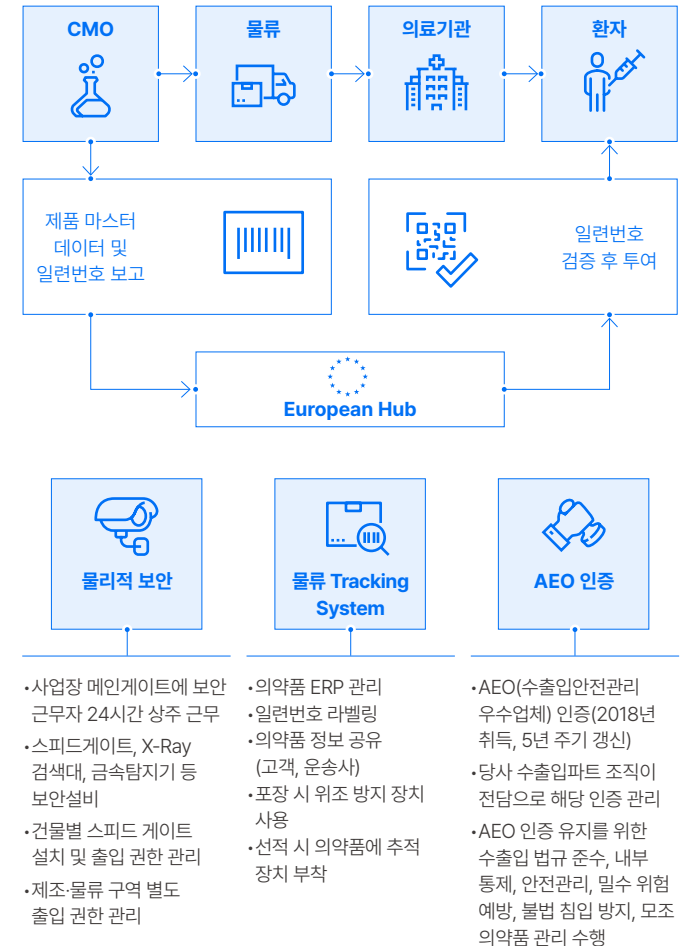 CMO
물류
의료기관
환자
제품 마스터
데이터 및
일련번호 보고
일련번호
검증 후 투여
European Hub
물리적 보안
•사업장 메인게이트에 보안
근무자 24시간 상주 근무
•스피드게이트, X-Ray
검색대, 금속탐지기 등
보안설비
•건물별 스피드 게이트
설치 및 출입 권한 관리
•제조·물류 구역 별도
출입 권한 관리
물류 Tracking
System
•의약품 ERP 관리
•일련번호 라벨링
•의약품 정보 공유
(고객, 운송사)
•포장 시 위조 방지 장치
사용
•선적 시 의약품에 추적
장치 부착
AEO 인증
•AEO(수출입안전관리
우수업체) 인증(2018년
취득, 5년 주기 갱신)
•당사 수출입파트 조직이
전담으로 해당 인증 관리
•AEO 인증 유지를 위한
수출입 법규 준수, 내부
통제, 안전관리, 밀수 위험
예방, 불법 침입 방지, 모조
의약품 관리 수행